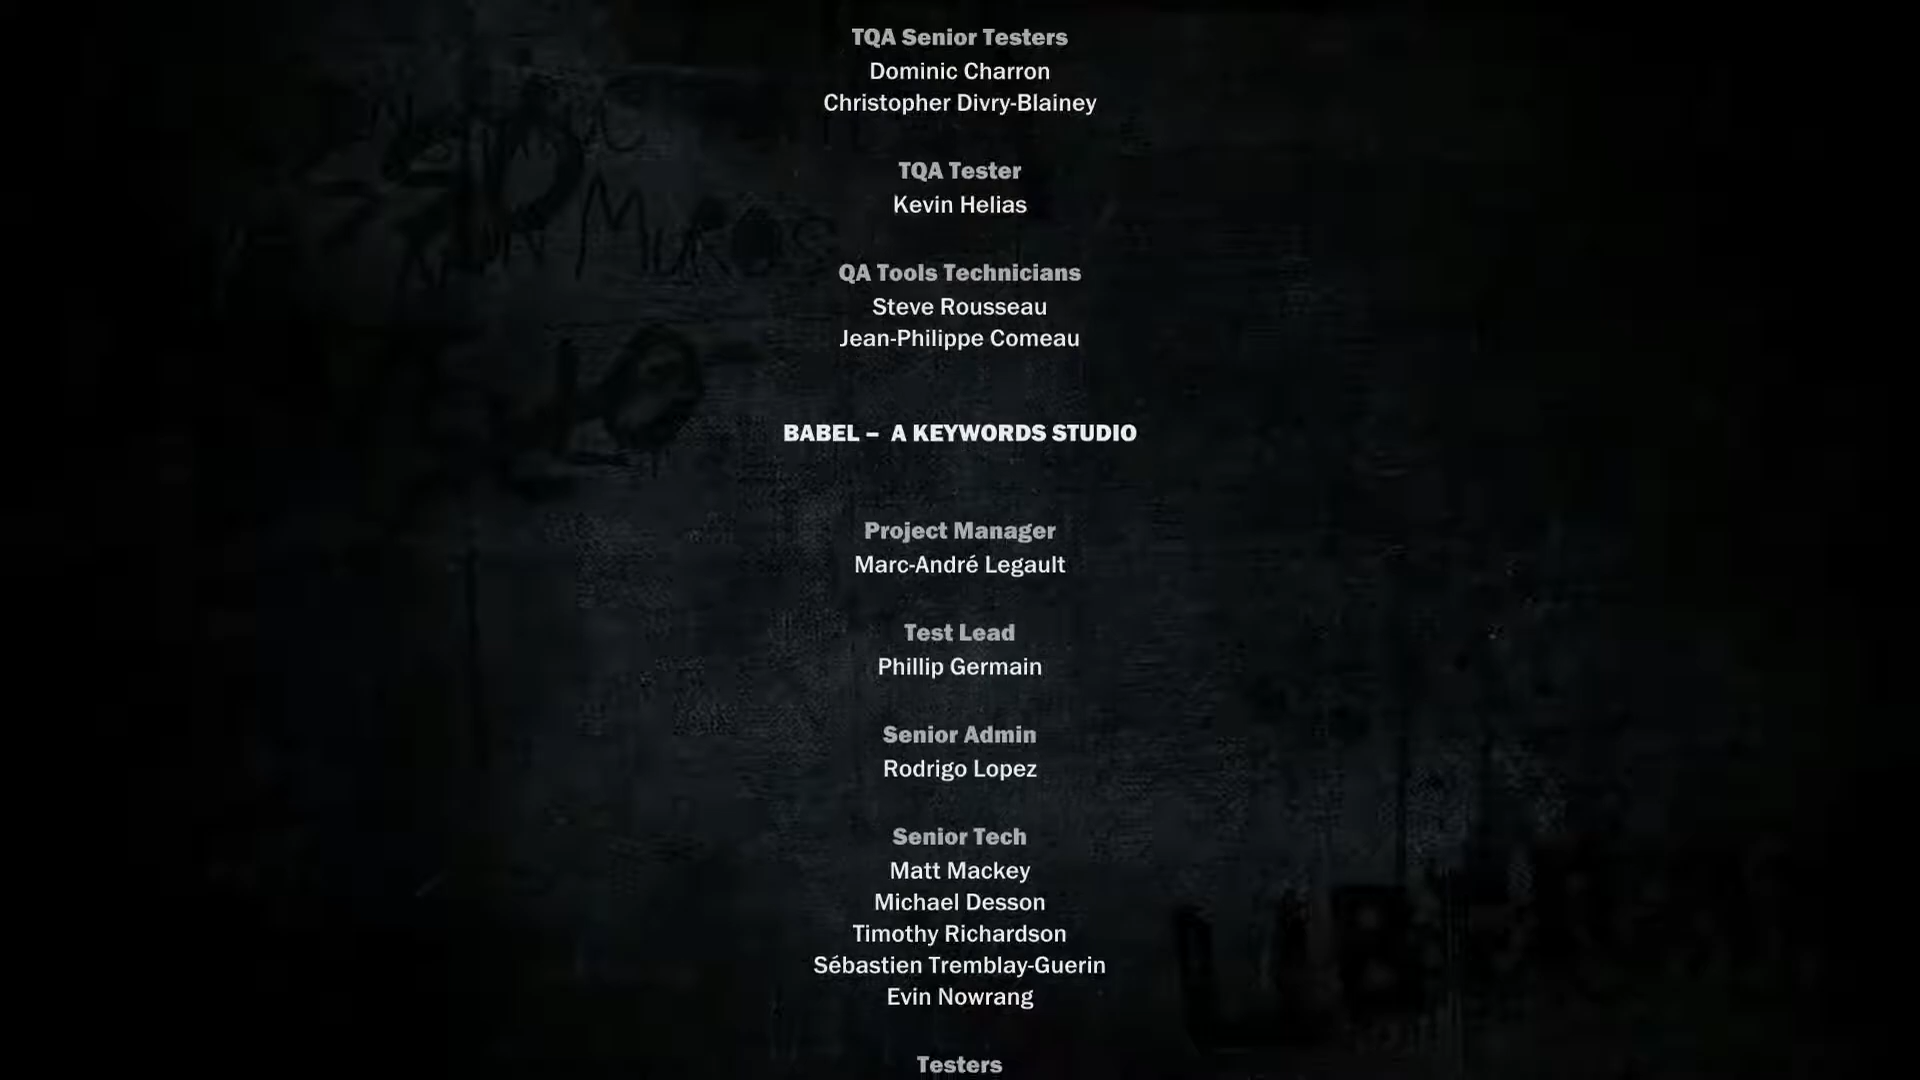 TQA Senior Testers
Dominic Charron
Christopher Divry-Blainey
TQA Tester
Kevin Helias
MUROS
QA Tools Technicians
Steve Rousseau
Jean-Philippe Comeau
BABEL – A KEYWORDS STUDIO
Project Manager
Marc-André Legault
Test Lead
Phillip Germain
Senior Admin
Rodrigo Lopez
Senior Tech
Matt Mackey
Michael Desson
Timothy Richardson
Sébastien Tremblay-Guerin
Evin Nowrang
Testers